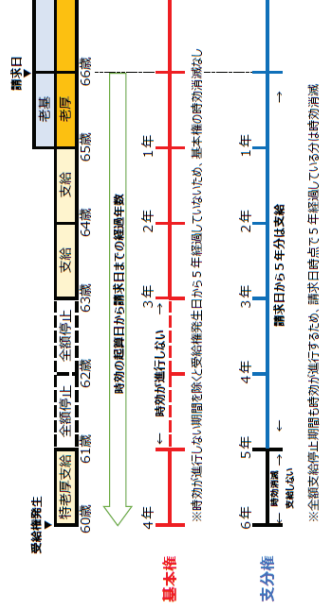 受給権発生
請求日
老基
特老厚支給 全額停止 全額停止 支給 支給 老厚
60歳 61歳 62歳 63歳 64歳 65歳 66歳
時効の起算日から請求日までの経過年数
基本権
4年 3年 2年 1年
← 時効が進行しない →
※時効が進行しない期間を除くと受給権発生日から5年経過していないため、基本権の時効消滅なし
支分権
6年 5年 4年 3年 2年 1年
← 時効消滅 →
支給しない
← 請求日から5年分は支給 →
※全額支給停止期間も時効が進行するため、請求日時点で5年経過している分は時効消滅